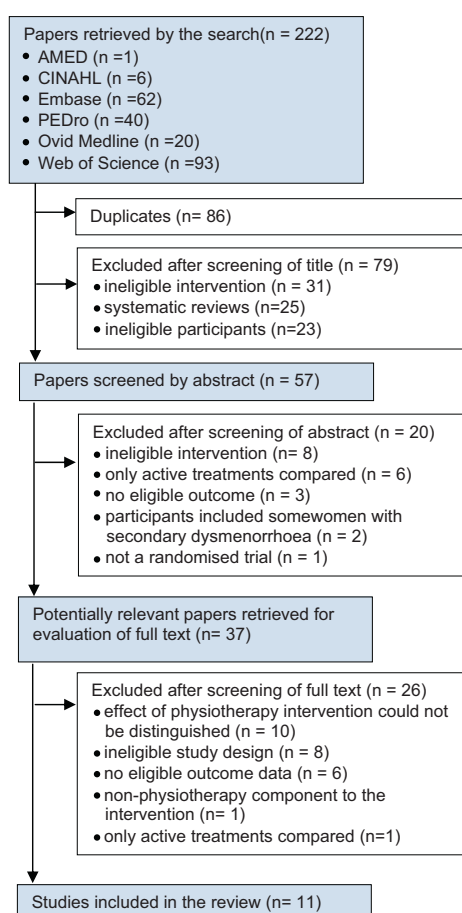 Papers retrieved by the search(n = 222)
• AMED (n =1)
• CINAHL (n =6)
• Embase (n =62)
• PEDro (n =40)
• Ovid Medline (n =20)
• Web of Science (n =93)
Duplicates (n= 86)
Excluded after screening of title (n = 79)
• ineligible intervention (n = 31)
• systematic reviews (n=25)
• ineligible participants (n=23)
Papers screened by abstract (n = 57)
Excluded after screening of abstract (n = 20)
• ineligible intervention (n= 8)
• only active treatments compared (n = 6)
• no eligible outcome (n = 3)
• participants included somewomen with
secondary dysmenorrhoea (n = 2)
• not a randomised trial (n = 1)
Potentially relevant papers retrieved for
evaluation of full text (n= 37)
Excluded after screening of full text (n = 26)
• effect of physiotherapy intervention could not
be distinguished (n = 10)
• ineligible study design (n = 8)
• no eligible outcome data (n = 6)
• non-physiotherapy component to the
intervention (n= 1)
• only active treatments compared (n=1)
Studies included in the review (n= 11)